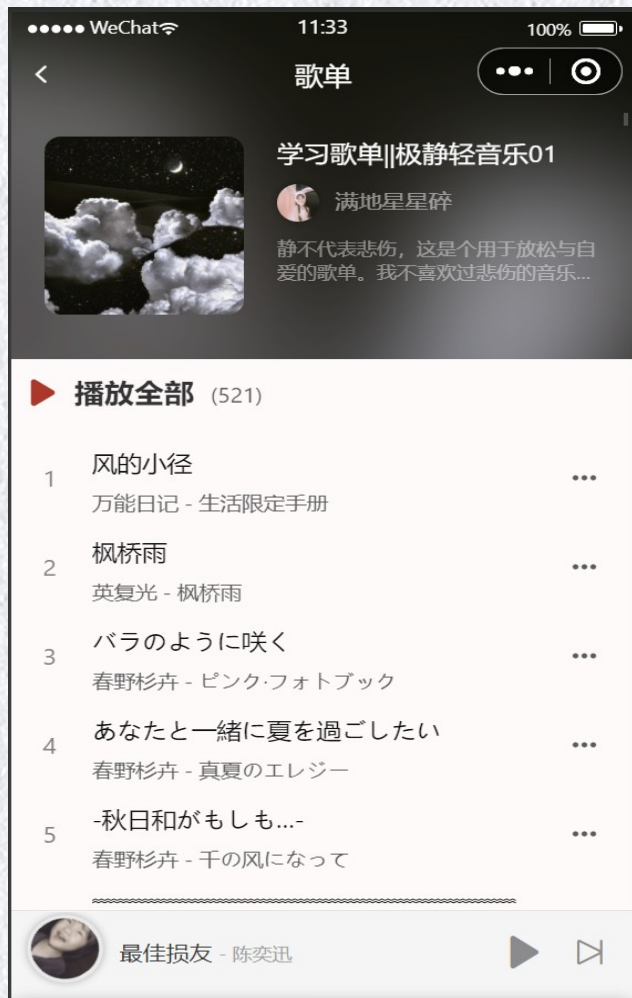 WeChat 11:33 100%
歌单
学习歌单||极静轻音乐01
满地星星碎
静不代表悲伤，这是个用于放松与自
爱的歌单。我不喜欢过悲伤的音乐...
播放全部 (521)
1 风的小径
万能日记 - 生活限定手册
2 枫桥雨
英复光 - 枫桥雨
3 バラのように咲く
春野杉卉 - ピンク·フォトブック
4 あなたと一緒に夏を過ごしたい
春野杉卉 - 真夏のエレジー
5 -秋日和がもしも...-
春野杉卉 - 千の风になって
最佳损友 - 陈奕迅